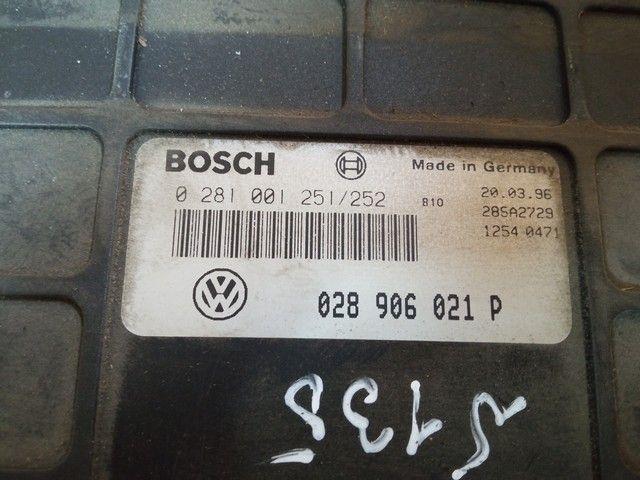 BOSCH Made in Germany
0 281 001 251/252 B10 20.03.96
28SA2729
1254 0471
028 906 021 P